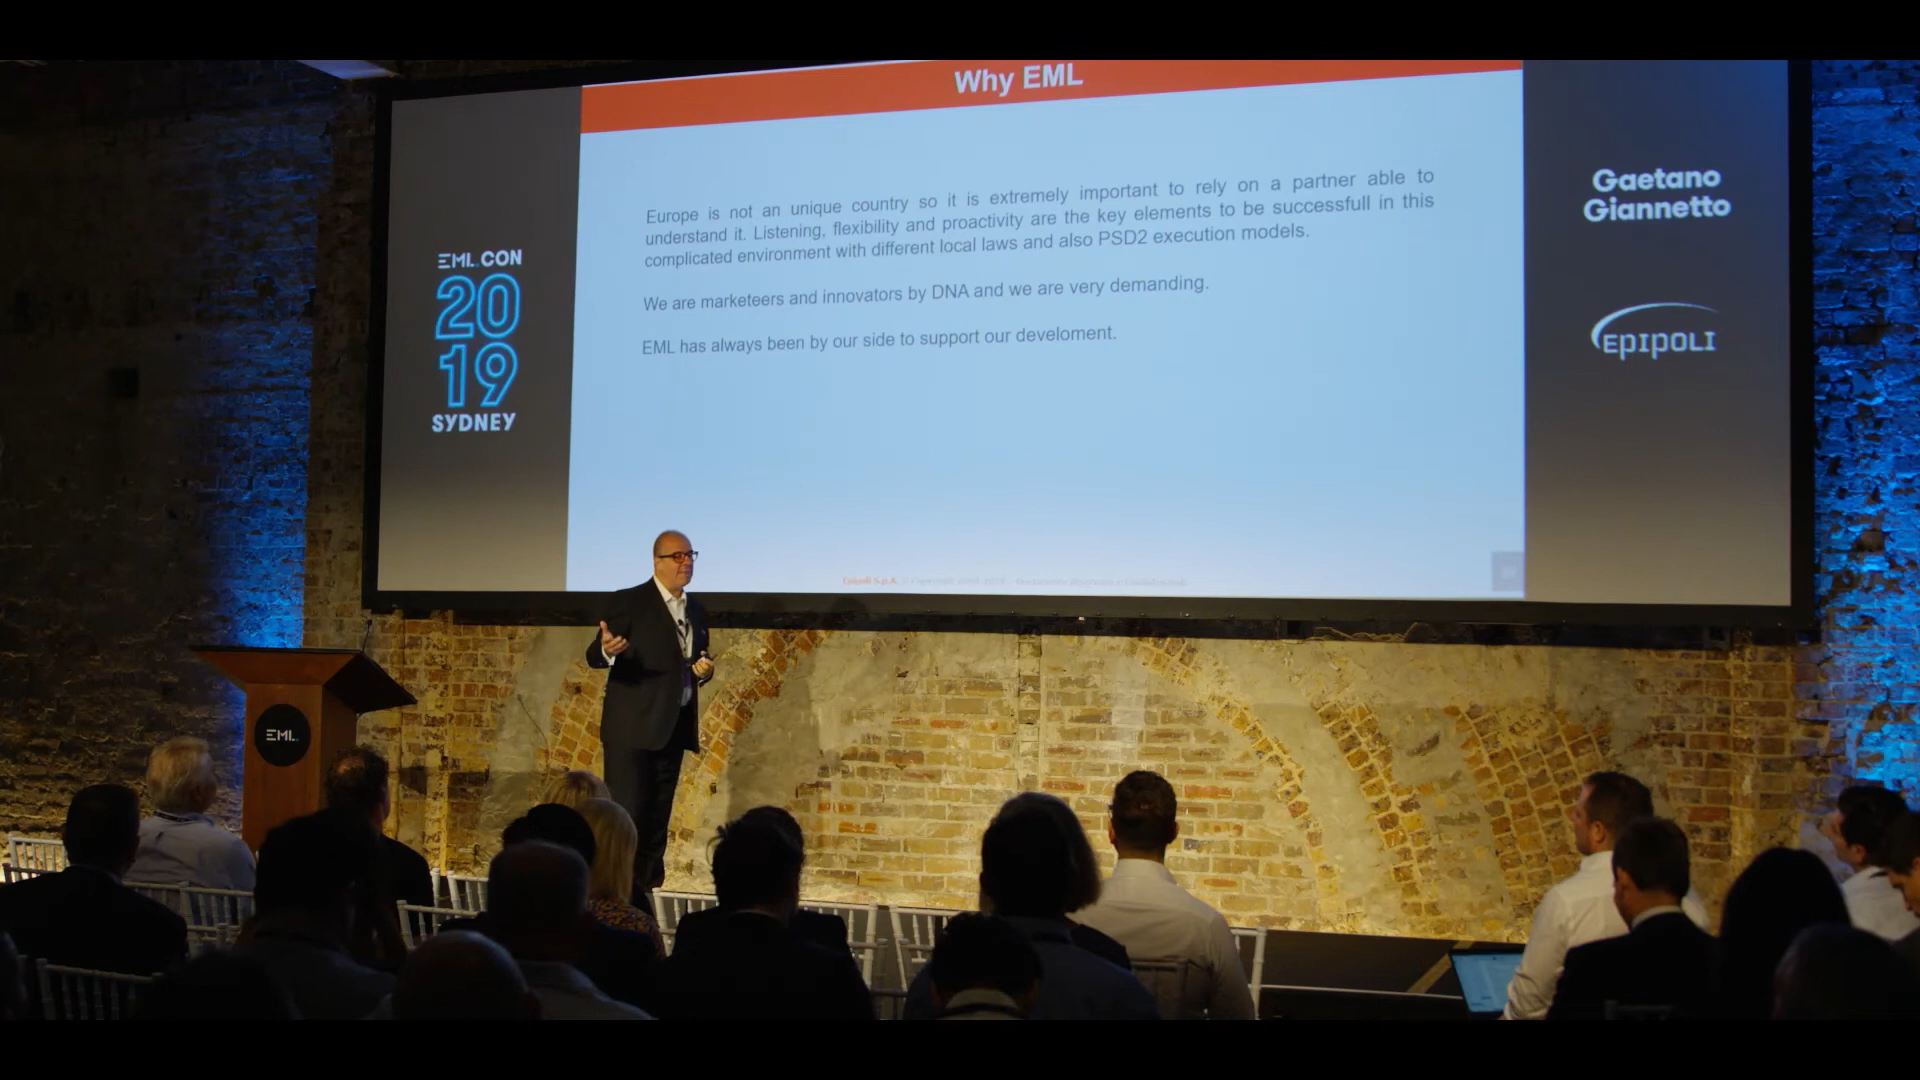 Why EML
Europe is not an unique country so it is extremely important to rely on a partner able to
understand it. Listening, flexibility and proactivity are the key elements to be successfull in this
complicated environment with different local laws and also PSD2 execution models.
We are marketeers and innovators by DNA and we are very demanding.
EML has always been by our side to support our develoment.
EML CON
20
19
SYDNEY
Gaetano
Giannetto
EPIPOLI
Epipoli S.p.A.
EML